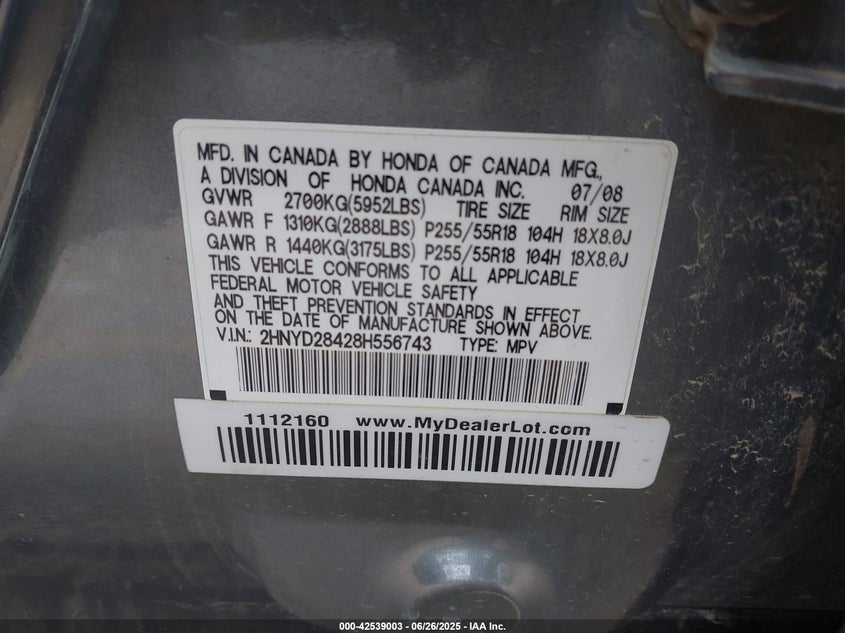 MFD. IN CANADA BY HONDA OF CANADA MFG.,
A DIVISION OF HONDA CANADA INC. 07/08
GVWR 2700KG(5952LBS) TIRE SIZE RIM SIZE
GAWR F 1310KG(2888LBS) P255/55R18 104H 18X8.0J
GAWR R 1440KG(3175LBS) P255/55R18 104H 18X8.0J
THIS VEHICLE CONFORMS TO ALL APPLICABLE
FEDERAL MOTOR VEHICLE SAFETY
AND THEFT PREVENTION STANDARDS IN EFFECT
ON THE DATE OF MANUFACTURE SHOWN ABOVE.
V.I.N.: 2HNYD28428H556743 TYPE: MPV
1112160 www.MyDealerLot.com
000-42539003 - 06/26/2025 - IAA Inc.